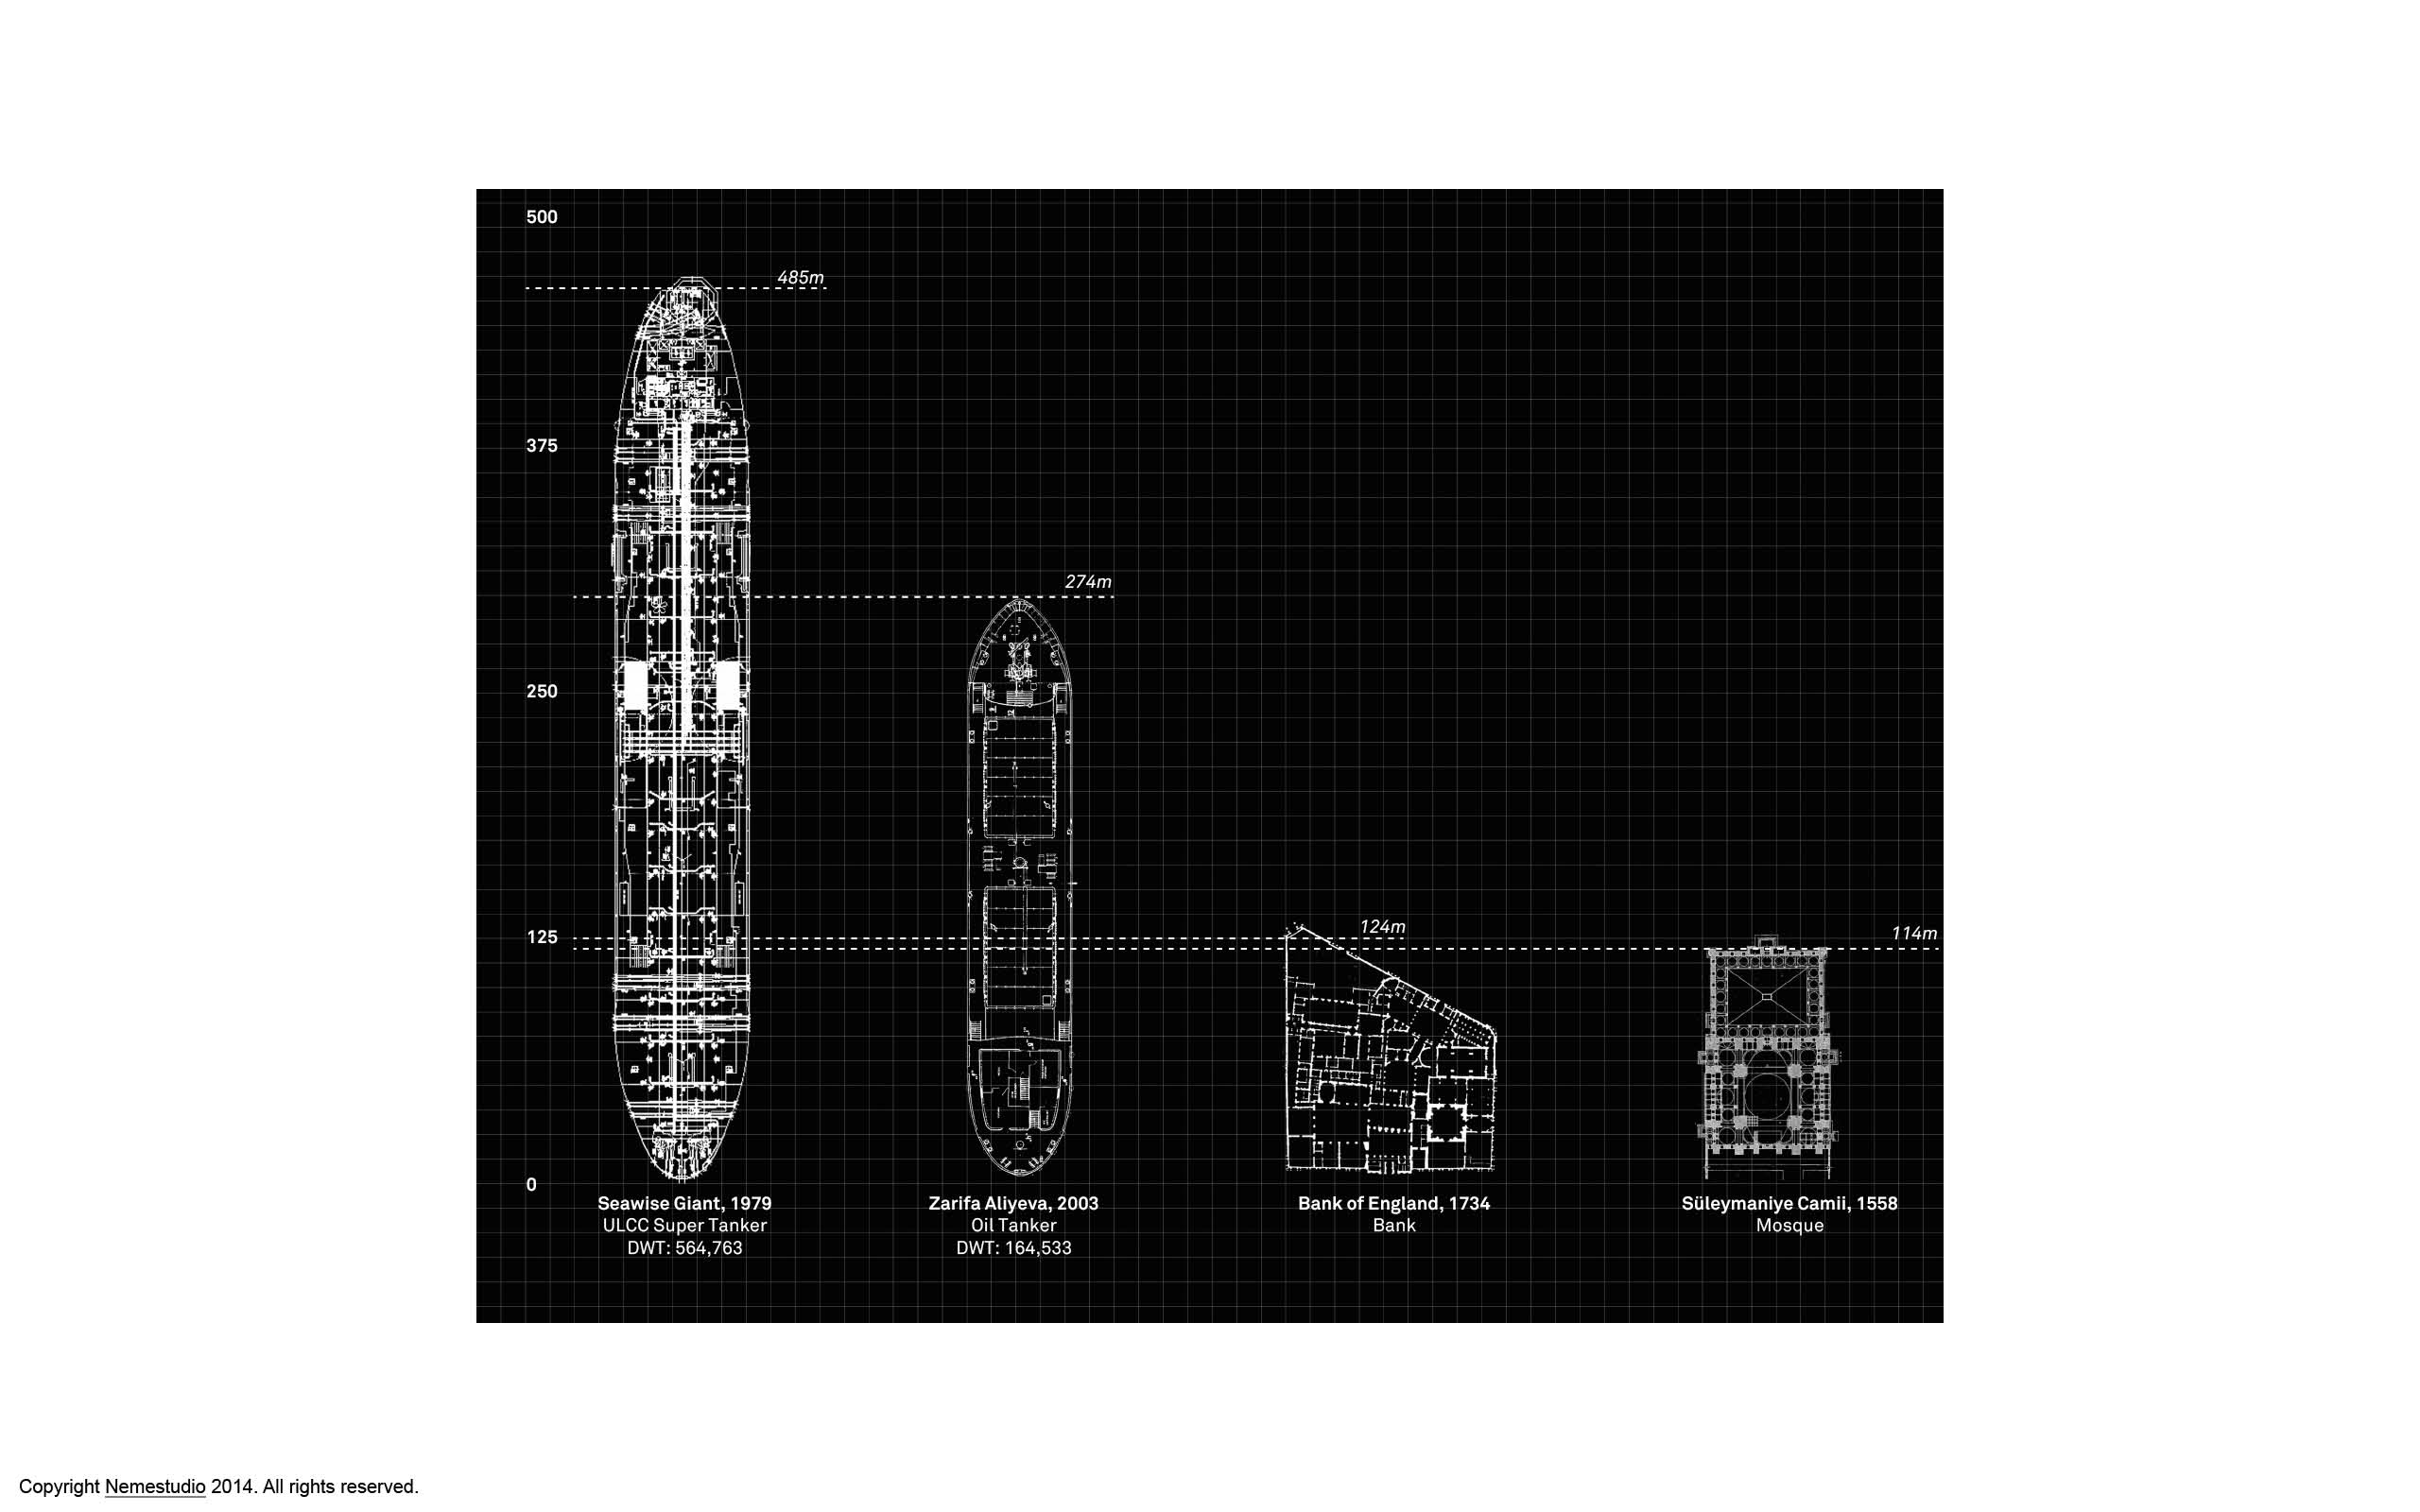 500
485m
375
274m
250
125
124m
114m
0
Seawise Giant, 1979
ULCC Super Tanker
DWT: 564,763
Zarifa Aliyeva, 2003
Oil Tanker
DWT: 164,533
Bank of England, 1734
Bank
Süleymaniye Camii, 1558
Mosque
Copyright Nemestudio 2014. All rights reserved.